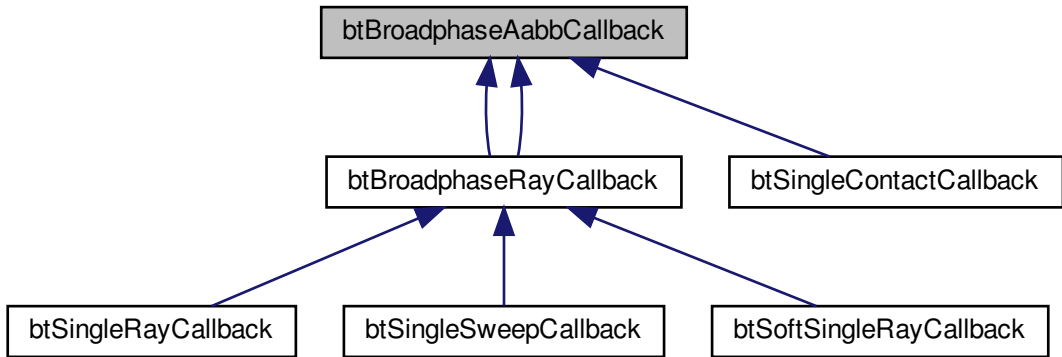 btBroadphaseAabbCallback
btBroadphaseRayCallback
btSingleContactCallback
btSingleRayCallback
btSingleSweepCallback
btSoftSingleRayCallback